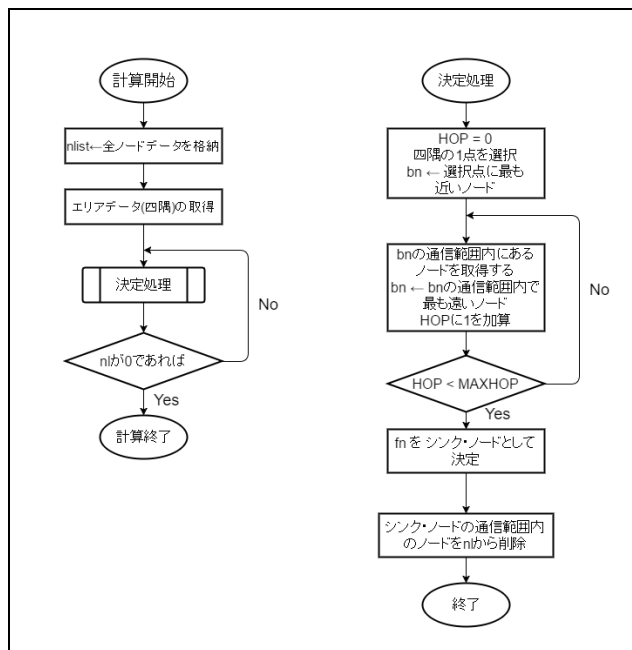 計算開始
nlist←全ノードデータを格納
エリアデータ(四隅)の取得
決定処理
No
nlが0であれば
Yes
計算終了
決定処理
HOP = 0
四隅の1点を選択
bn ← 選択点に最も
近いノード
bnの通信範囲内にある
ノードを取得する
bn ← bnの通信範囲内で
最も遠いノード
HOPに1を加算
No
HOP < MAXHOP
Yes
fn を シンク・ノードとして
決定
シンク・ノードの通信範囲内
のノードをnlから削除
終了